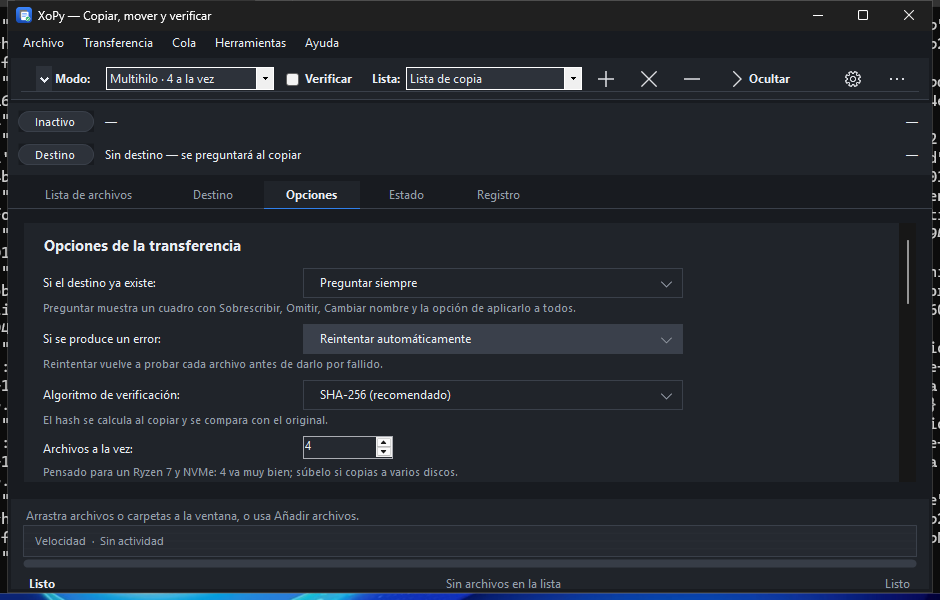 XoPy — Copiar, mover y verificar
Archivo Transferencia Cola Herramientas Ayuda
Modo: Multihilo · 4 a la vez Verificar Lista: Lista de copia Ocultar
Inactivo —
Destino Sin destino — se preguntará al copiar
Lista de archivos Destino Opciones Estado Registro
Opciones de la transferencia
Si el destino ya existe: Preguntar siempre
Preguntar muestra un cuadro con Sobrescribir, Omitir, Cambiar nombre y la opción de aplicarlo a todos.
Si se produce un error: Reintentar automáticamente
Reintentar vuelve a probar cada archivo antes de darlo por fallido.
Algoritmo de verificación: SHA-256 (recomendado)
El hash se calcula al copiar y se compara con el original.
Archivos a la vez: 4
Pensado para un Ryzen 7 y NVMe: 4 va muy bien; súbelo si copias a varios discos.
Arrastra archivos o carpetas a la ventana, o usa Añadir archivos.
Velocidad · Sin actividad
Listo Sin archivos en la lista Listo